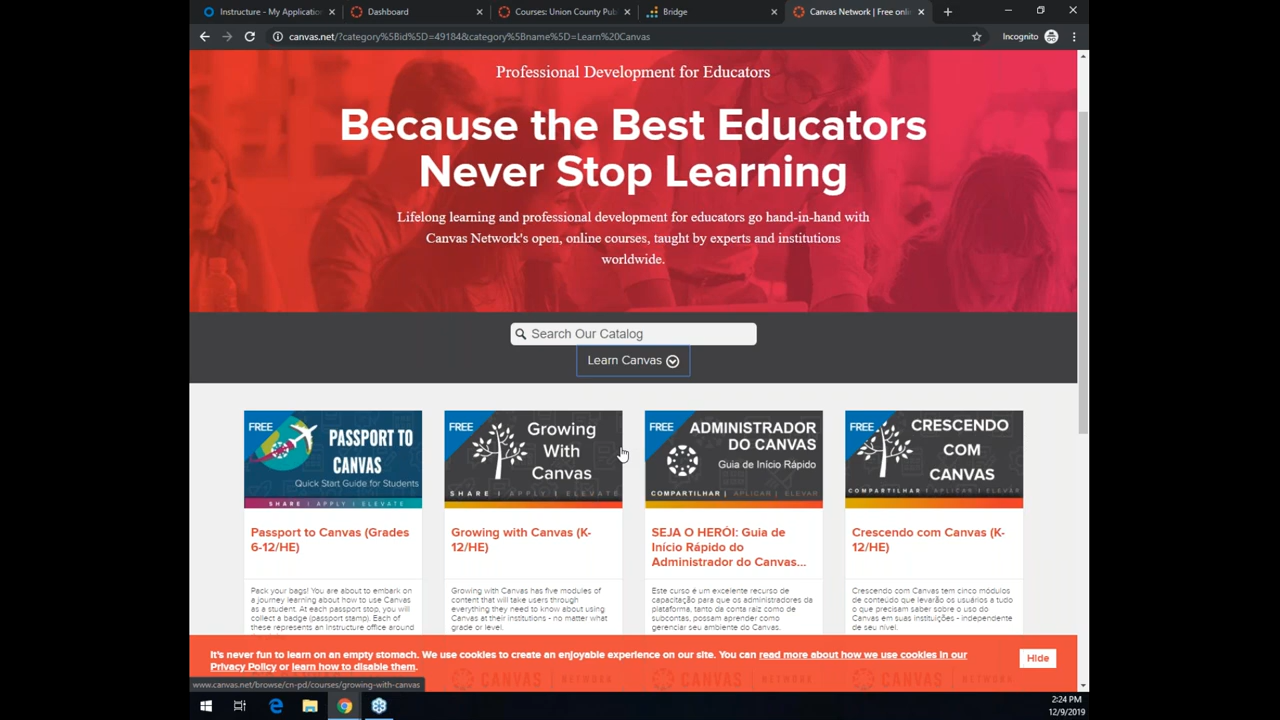 Instructure - My Applicatio
Dashboard
Courses: Union County Pub
Bridge
Canvas Network | Free onli
canvas.net/?category%5Bid%5D=49184&category%5Bname%5D=Learn%20Canvas
Incognito
Professional Development for Educators
Because the Best Educators
Never Stop Learning
Lifelong learning and professional development for educators go hand-in-hand with
Canvas Network's open, online courses, taught by experts and institutions
worldwide.
Search Our Catalog
Learn Canvas
FREE
PASSPORT TO
CANVAS
Quick Start Guide for Students
SHARE | APPLY | ELEVATE
Passport to Canvas (Grades
6-12/HE)
Pack your bags! You are about to embark on
a journey learning about how to use Canvas
as a student. At each passport stop, you will
collect a badge (passport stamp). Each of
these represents an Instructure office around
FREE
Growing
With
Canvas
SHARE | APPLY | ELEVATE
Growing with Canvas (K-
12/HE)
Growing with Canvas has five modules of
content that will take users through
everything they need to know about using
Canvas at their institutions - no matter what
grade or level.
FREE
ADMINISTRADOR
DO CANVAS
Guia de Início Rápido
COMPARTILHAR | APLICAR | ELEVAR
SEJA O HERÓI: Guia de
Início Rápido do
Administrador do Canvas...
Este curso é um excelente recurso de
capacitação para que os administradores da
plataforma, tanto da conta raiz como de
subcontas, possam aprender como
gerenciar seu ambiente do Canvas.
FREE
CRESCENDO
COM
CANVAS
COMPARTILHAR | APLICAR | ELEVAR
Crescendo com Canvas (K-
12/HE)
Crescendo com Canvas tem cinco modulos
de conteúdo que levarão os usuários a tudo
o que precisam saber sobre o uso do
Canvas em suas instituições - independente
de seu nível.
It's never fun to learn on an empty stomach. We use cookies to create an enjoyable experience on our site. You can read more about how we use cookies in our
Privacy Policy or learn how to disable them.
Hide
www.canvas.net/browse/cn-pd/courses/growing-with-canvas
2:24 PM
12/9/2019